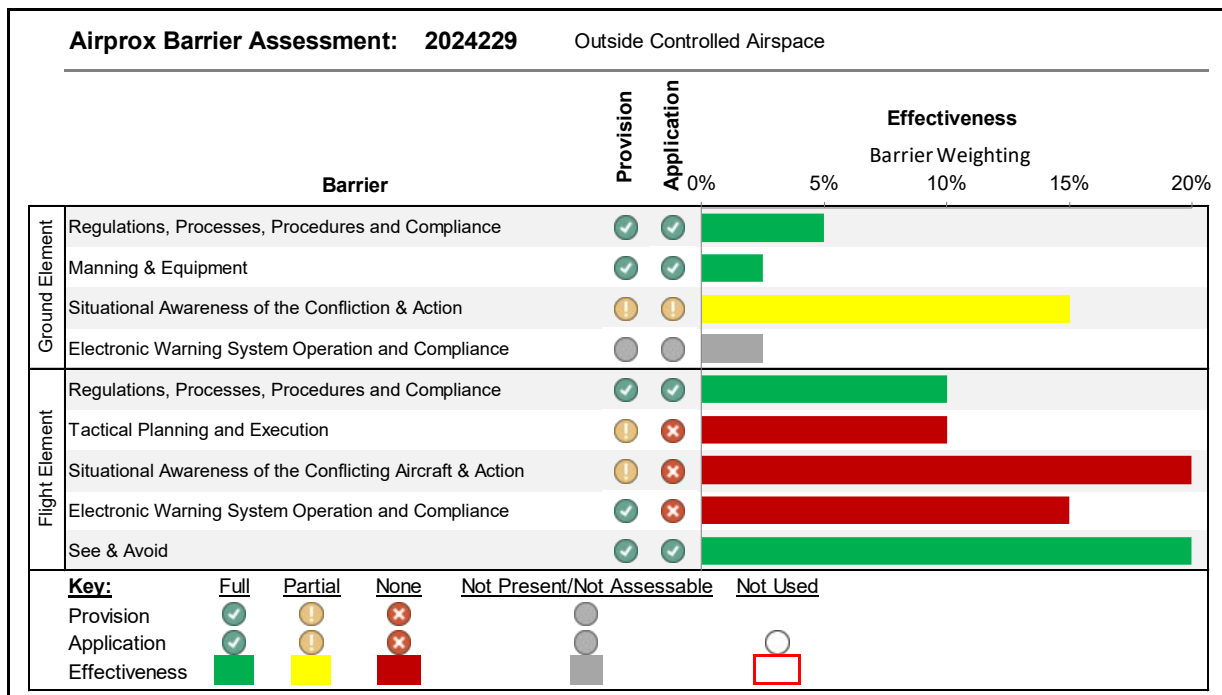 Airprox Barrier Assessment: 2024229 Outside Controlled Airspace
Provision
Application
Effectiveness
Barrier Weighting
Barrier
0% 5% 10% 15% 20%
Ground Element
Regulations, Processes, Procedures and Compliance
Manning & Equipment
Situational Awareness of the Confliction & Action
Electronic Warning System Operation and Compliance
Flight Element
Regulations, Processes, Procedures and Compliance
Tactical Planning and Execution
Situational Awareness of the Conflicting Aircraft & Action
Electronic Warning System Operation and Compliance
See & Avoid
Key: Full Partial None Not Present/Not Assessable Not Used
Provision
Application
Effectiveness